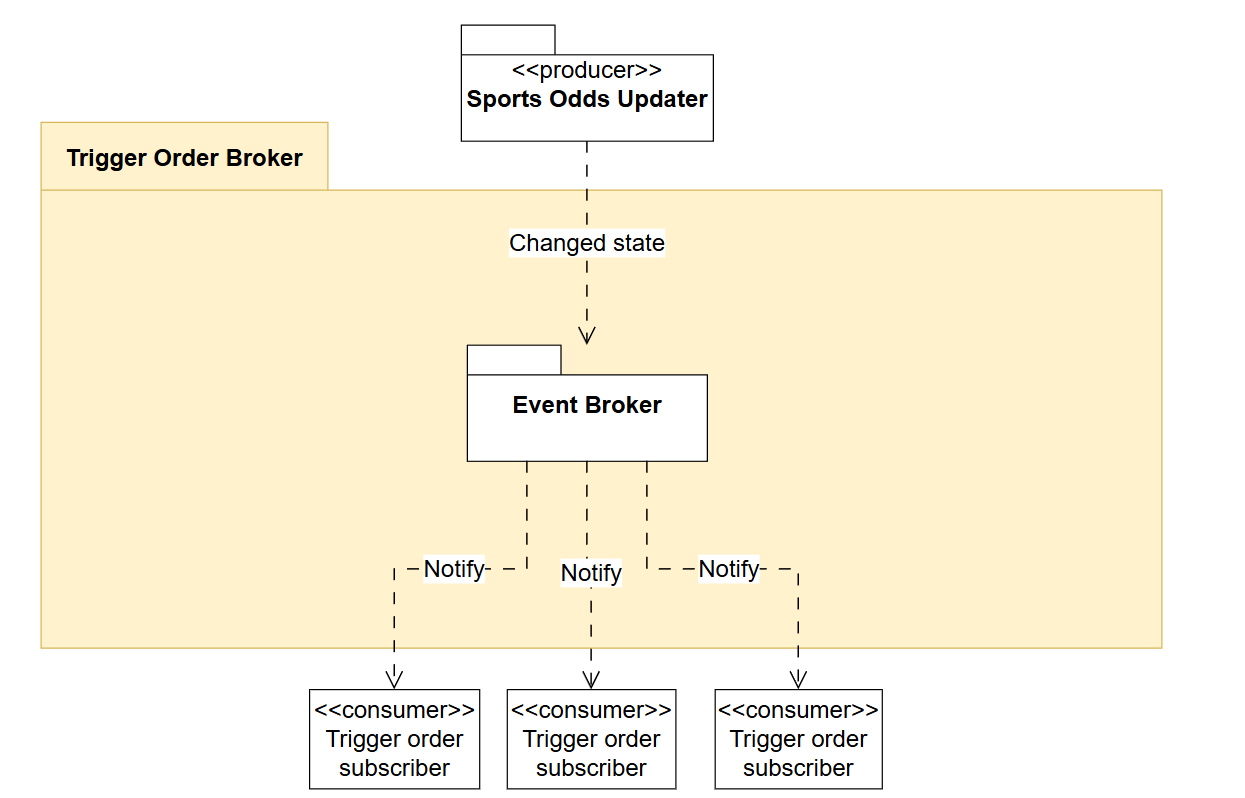 <<producer>>
Sports Odds Updater
Trigger Order Broker
Changed state
Event Broker
Notify
Notify
Notify
<<consumer>>
Trigger order
subscriber
<<consumer>>
Trigger order
subscriber
<<consumer>>
Trigger order
subscriber